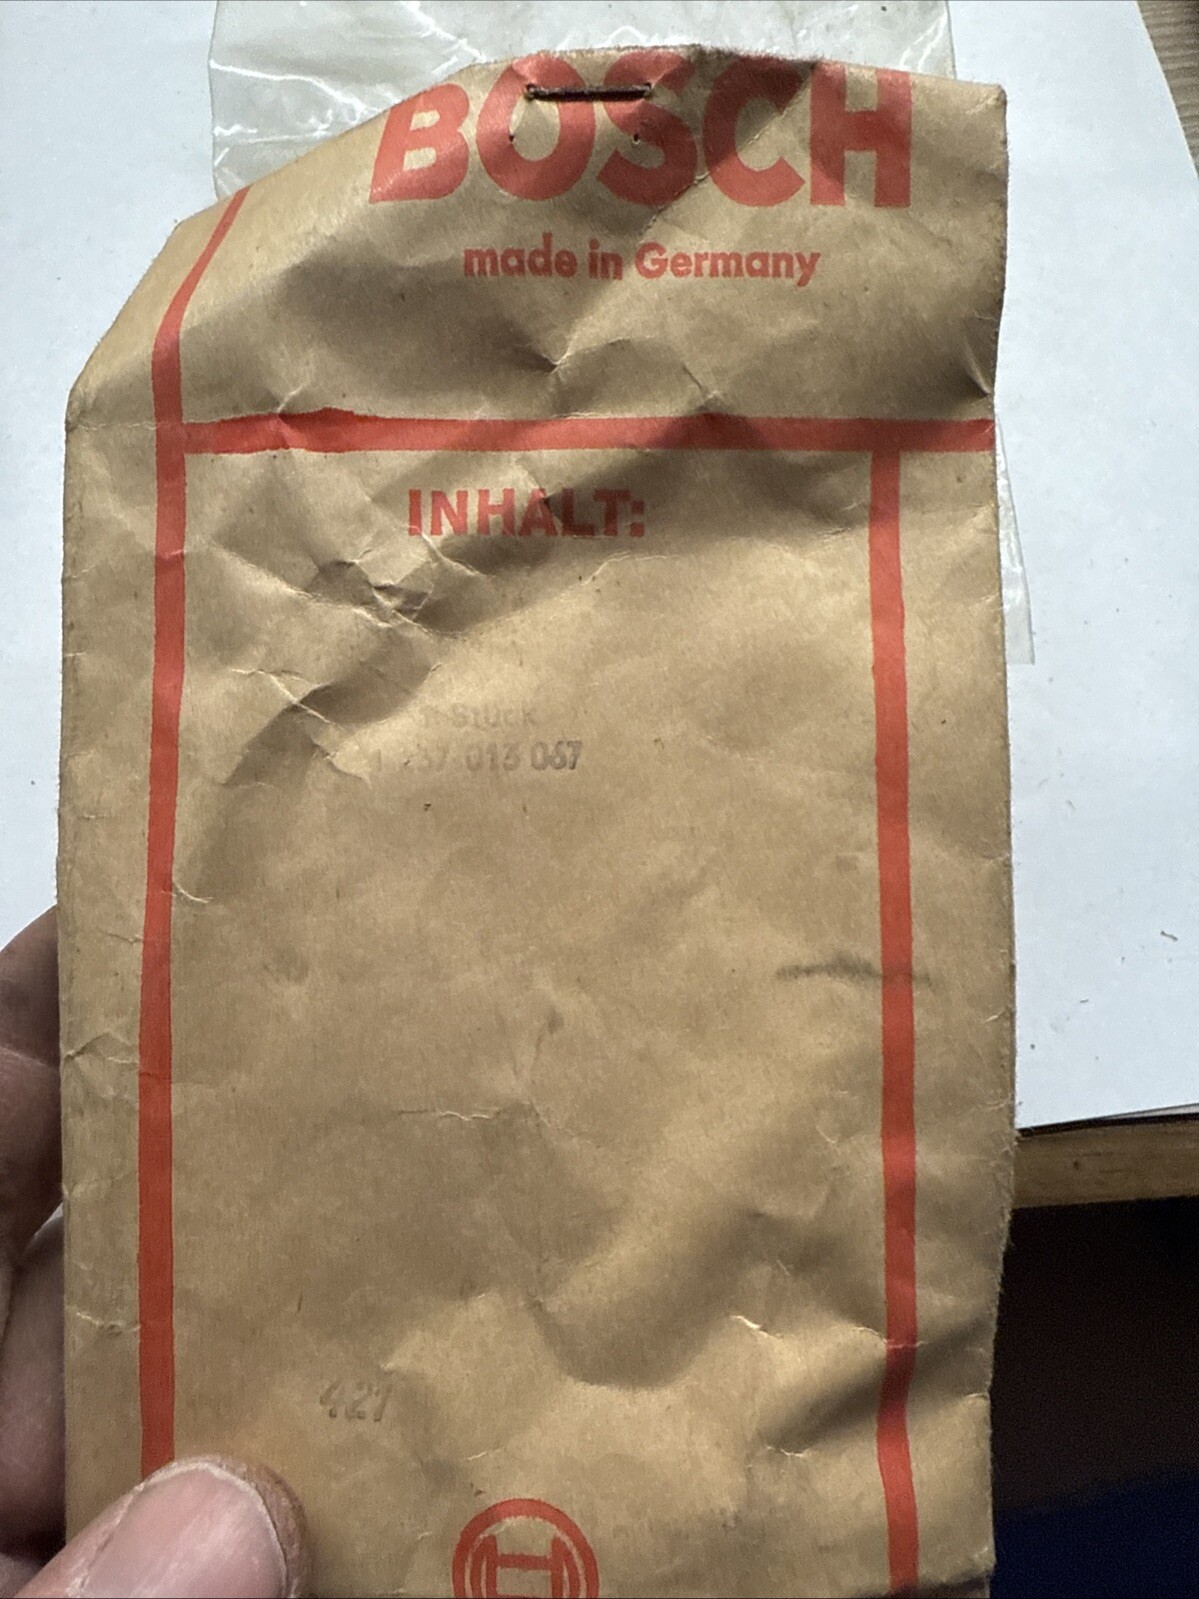 BOSCH
made in Germany
INHALT:
Stück
013 067
421